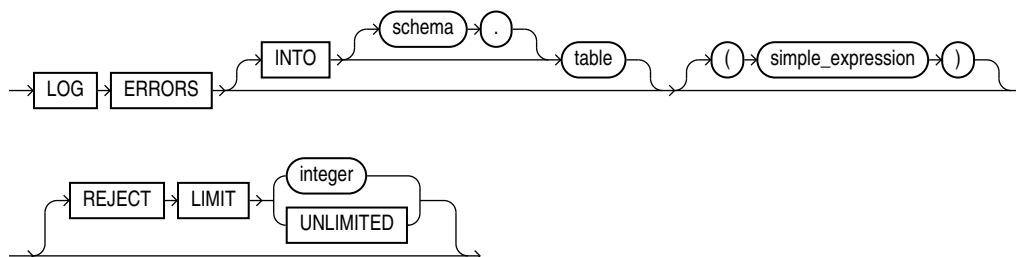 schema .
INTO table ( simple_expression )
LOG ERRORS
integer
REJECT LIMIT
UNLIMITED